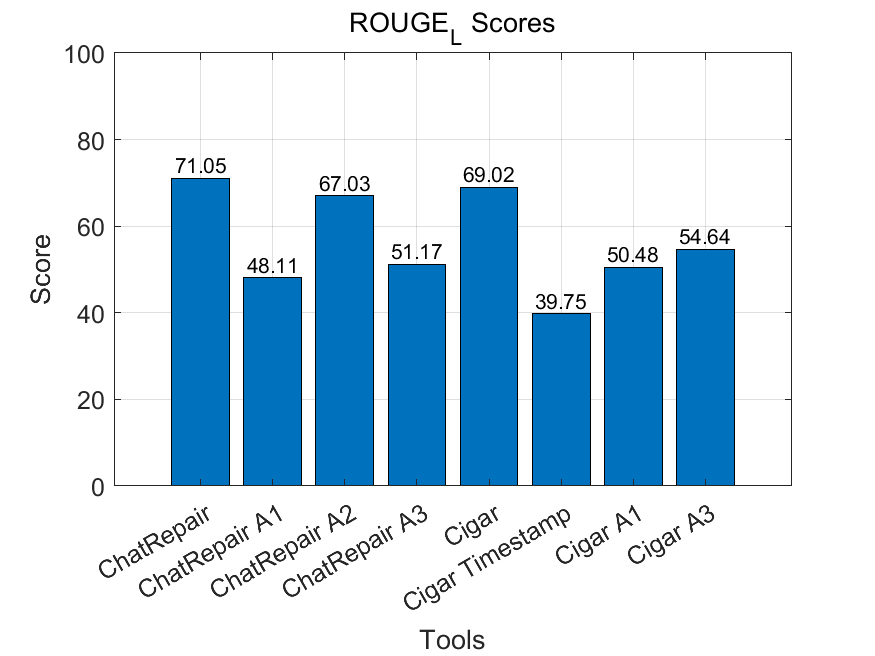 ROUGE_L Scores
Score
100
80
60
40
20
0
71.05
48.11
67.03
51.17
69.02
39.75
50.48
54.64
ChatRepair
ChatRepair A1
ChatRepair A2
ChatRepair A3
Cigar
Cigar Timestamp
Cigar A1
Cigar A3
Tools